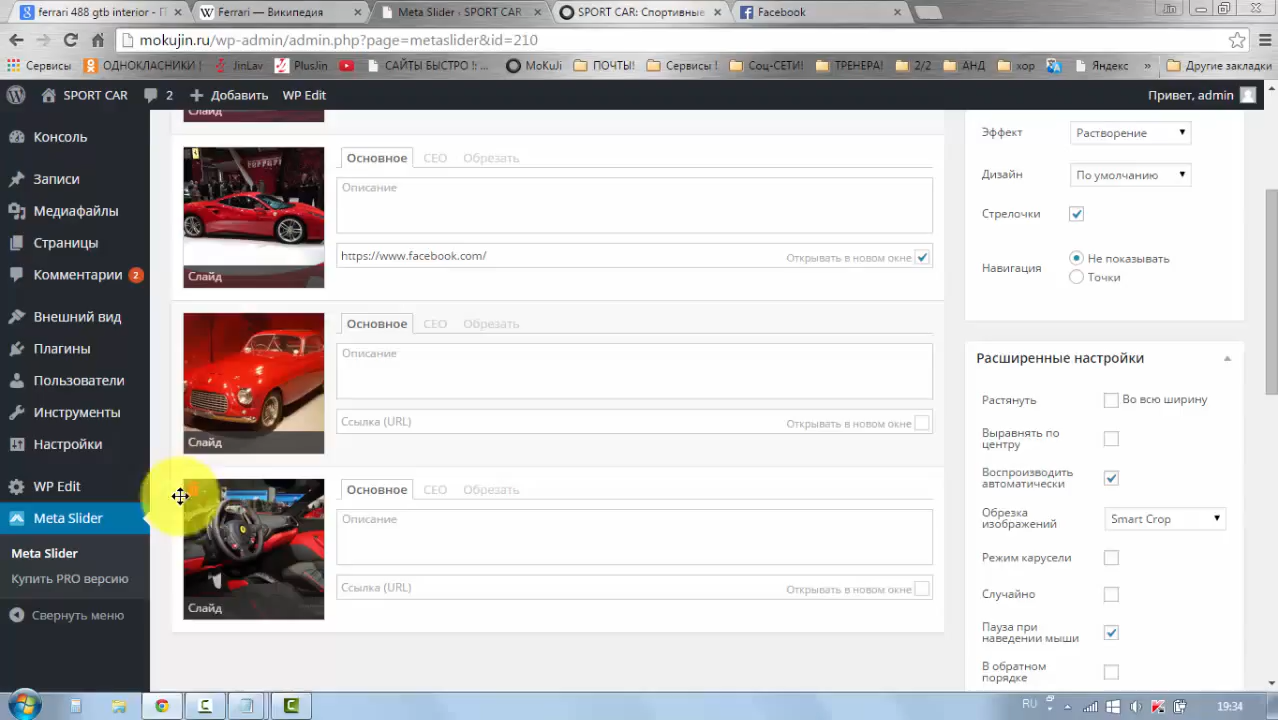 ferrari 488 gtb interior - П
Ferrari — Википедия
Meta Slider ‹ SPORT CAR
SPORT CAR: Спортивные
Facebook
mokujin.ru/wp-admin/admin.php?page=metaslider&id=210
Сервисы
ОДНОКЛАСНИКИ
JinLav
PlusJin
САЙТЫ БЫСТРО !: ...
MoKuJi
ПОЧТЫ!
Сервисы !
Соц-СЕТИ!
ТРЕНЕРА!
2/2
АНД
хор
Яндекс
»
Другие закладки
SPORT CAR
2
Добавить
WP Edit
Привет, admin
Консоль
Записи
Медиафайлы
Страницы
Комментарии 2
Внешний вид
Плагины
Пользователи
Инструменты
Настройки
WP Edit
Meta Slider
Meta Slider
Купить PRO версию
Свернуть меню
Слайд
Основное
СЕО
Обрезать
Описание
https://www.facebook.com/
Открывать в новом окне
Слайд
Основное
СЕО
Обрезать
Описание
Ссылка (URL)
Открывать в новом окне
Слайд
Основное
СЕО
Обрезать
Описание
Ссылка (URL)
Открывать в новом окне
Слайд
Эффект
Растворение
Дизайн
По умолчанию
Стрелочки
Навигация
Не показывать
Точки
Расширенные настройки
Растянуть
Во всю ширину
Выравнять по
центру
Воспроизводить
автоматически
Обрезка
изображений
Smart Crop
Режим карусели
Случайно
Пауза при
наведении мыши
В обратном
порядке
RU
19:34